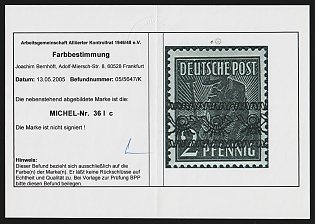 Arbeitsgemeinschaft Alliierter Kontrollrat 1946/48 e.V.
Farbbestimmung
Joachim Bernhöft, Adolf-Miersch-Str. 8, 60528 Frankfurt
Datum: 13.05.2005 Befundnummer: 05/5647/K
Die nebenstehend abgebildete Marke ist die:
MICHEL-Nr. 36 I c
Die Marke ist nicht signiert !
Hinweis:
Dieser Befund bezieht sich ausschließlich auf die
Farbe(n) der Marke(n). Er läßt keine Rückschlüsse auf
Echtheit und Qualität zu. Bei Vorlage zur Prüfung BPP
bitte diesen Befund beilegen.
DEUTSCHE POST
2 PFENNIG